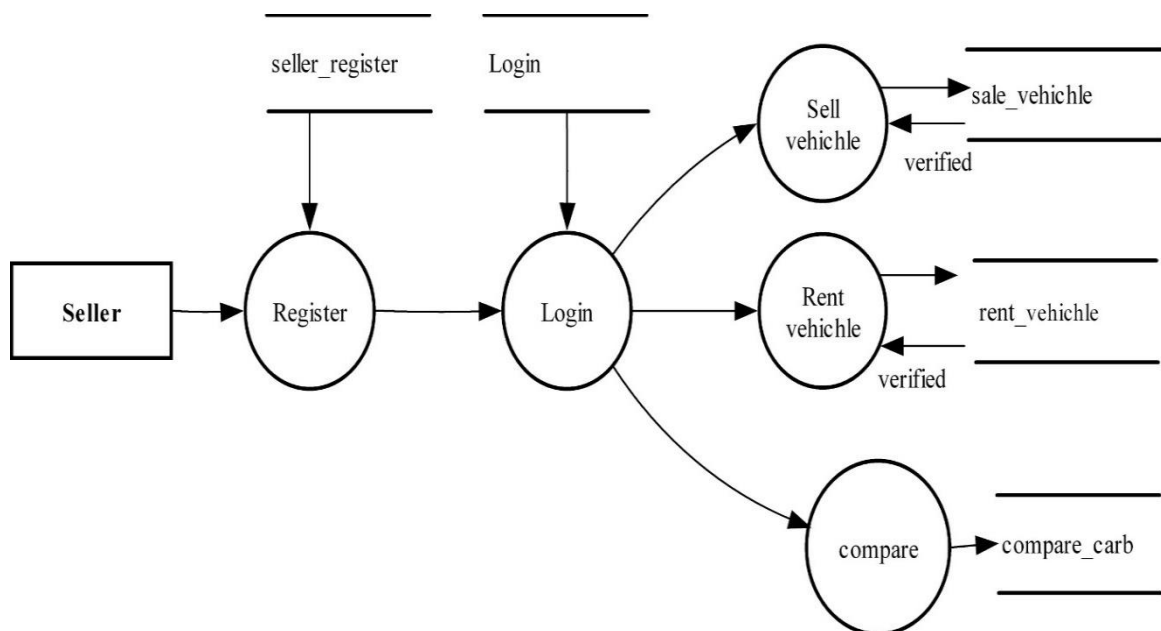 seller_register
Login
Sell
vehichle
sale_vehichle
verified
Seller
Register
Login
Rent
vehichle
rent_vehichle
verified
compare
compare_carb